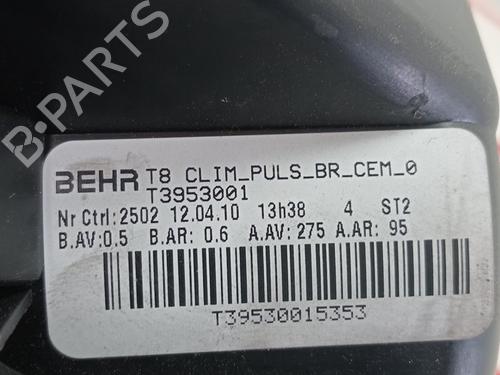 B-PARTS
BEHR T8 CLIM_PULS_BR_CEM_0
T3953001
Nr Ctrl:2502 12.04.10 13h38 4 ST2
B.AV:0.5 B.AR: 0.6 A.AV: 275 A.AR: 95
T39530015353